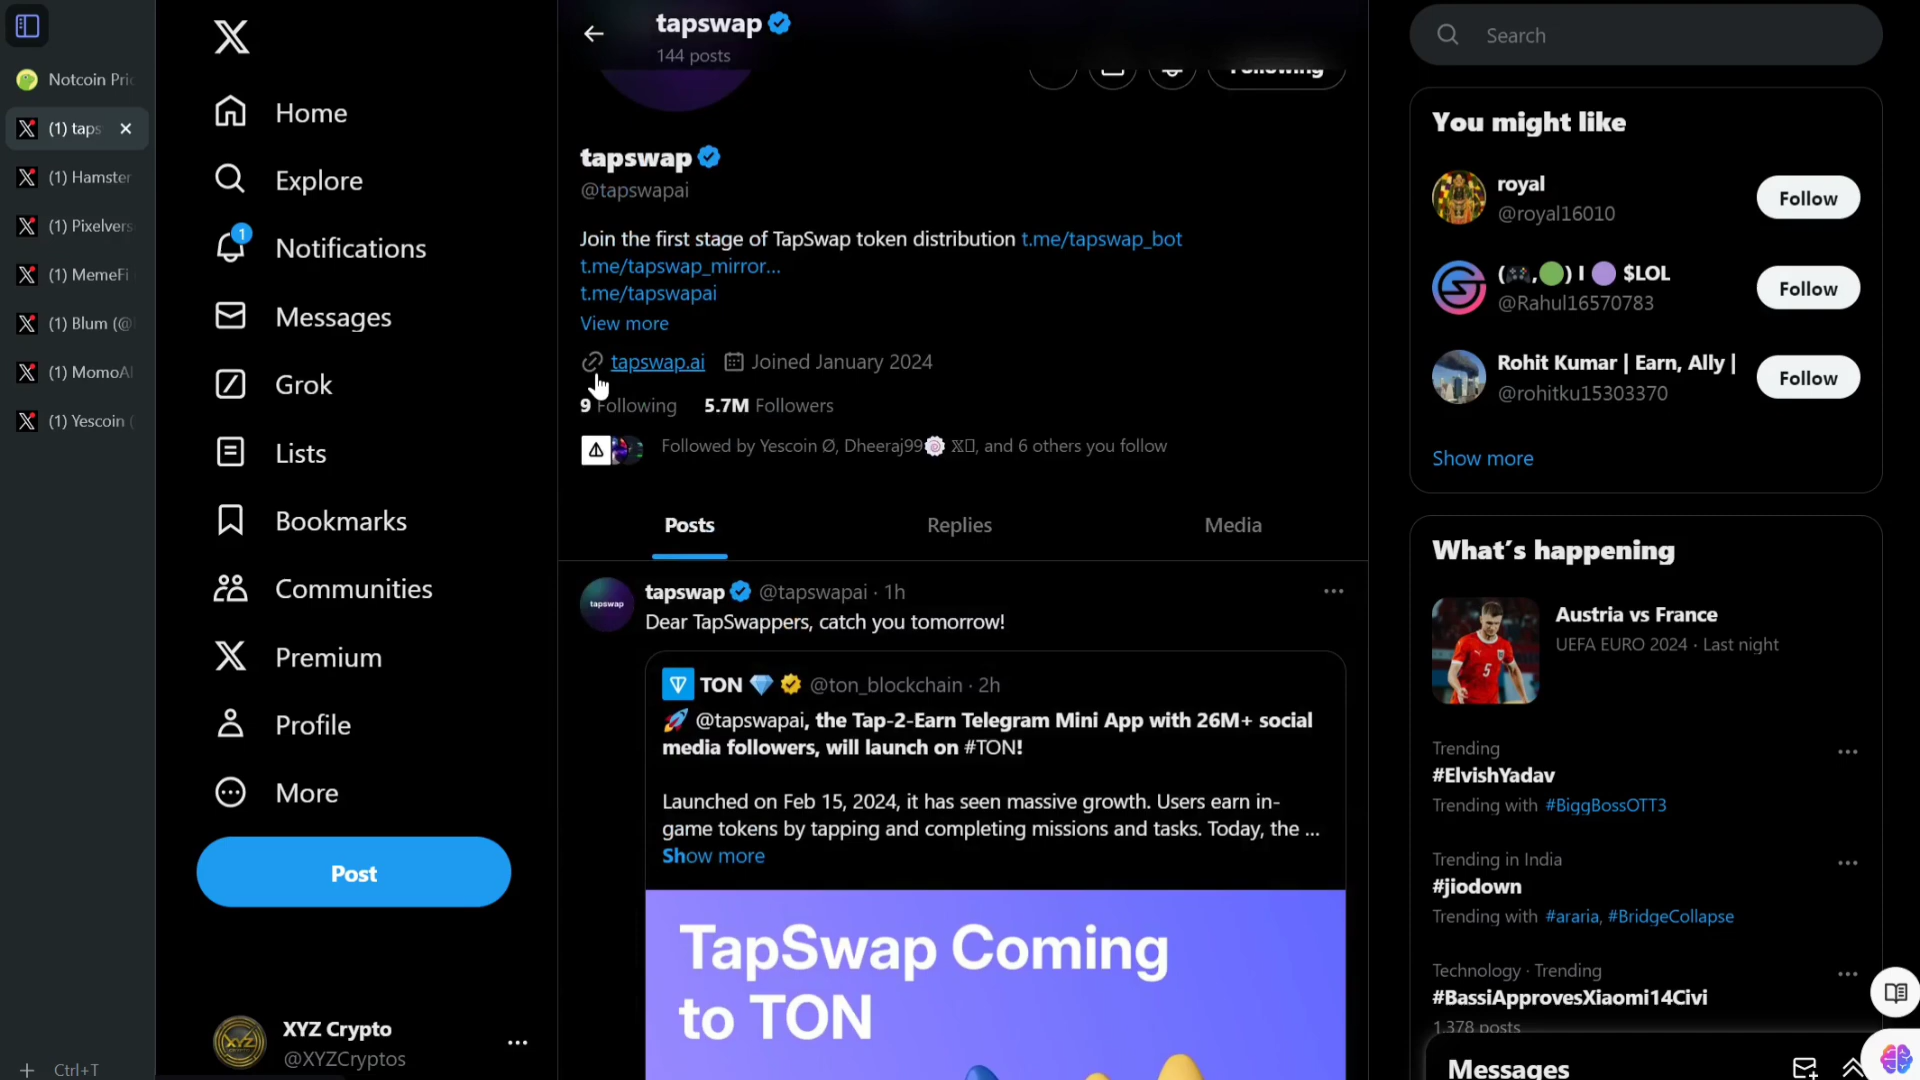 Notcoin Pric
(1) taps
(1) Hamster
(1) Pixelvers
(1) MemeFi
(1) Blum (@
(1) MomoAI
(1) Yescoin (
Ctrl+T
Home
Explore
1
Notifications
Messages
Grok
Lists
Bookmarks
Communities
Premium
Profile
More
Post
XYZ Crypto
@XYZCryptos
tapswap
144 posts
Following
tapswap
@tapswapai
Join the first stage of TapSwap token distribution t.me/tapswap_bot
t.me/tapswap_mirror...
t.me/tapswapai
View more
tapswap.ai Joined January 2024
9 Following 5.7M Followers
Followed by Yescoin Ø, Dheeraj99🍥 𝕏, and 6 others you follow
Posts Replies Media
tapswap
tapswap @tapswapai · 1h
Dear TapSwappers, catch you tomorrow!
TON 💎 @ton_blockchain · 2h
🚀 @tapswapai, the Tap-2-Earn Telegram Mini App with 26M+ social
media followers, will launch on #TON!
Launched on Feb 15, 2024, it has seen massive growth. Users earn in-
game tokens by tapping and completing missions and tasks. Today, the ...
Show more
TapSwap Coming
to TON
Search
You might like
royal
@royal16010
Follow
(🎮,🟢) I 🟣 $LOL
@Rahul16570783
Follow
Rohit Kumar | Earn, Ally |
@rohitku15303370
Follow
Show more
What's happening
Austria vs France
UEFA EURO 2024 · Last night
Trending
#ElvishYadav
Trending with #BiggBossOTT3
Trending in India
#jiodown
Trending with #araria, #BridgeCollapse
Technology · Trending
#BassiApprovesXiaomi14Civi
1,378 posts
Messages